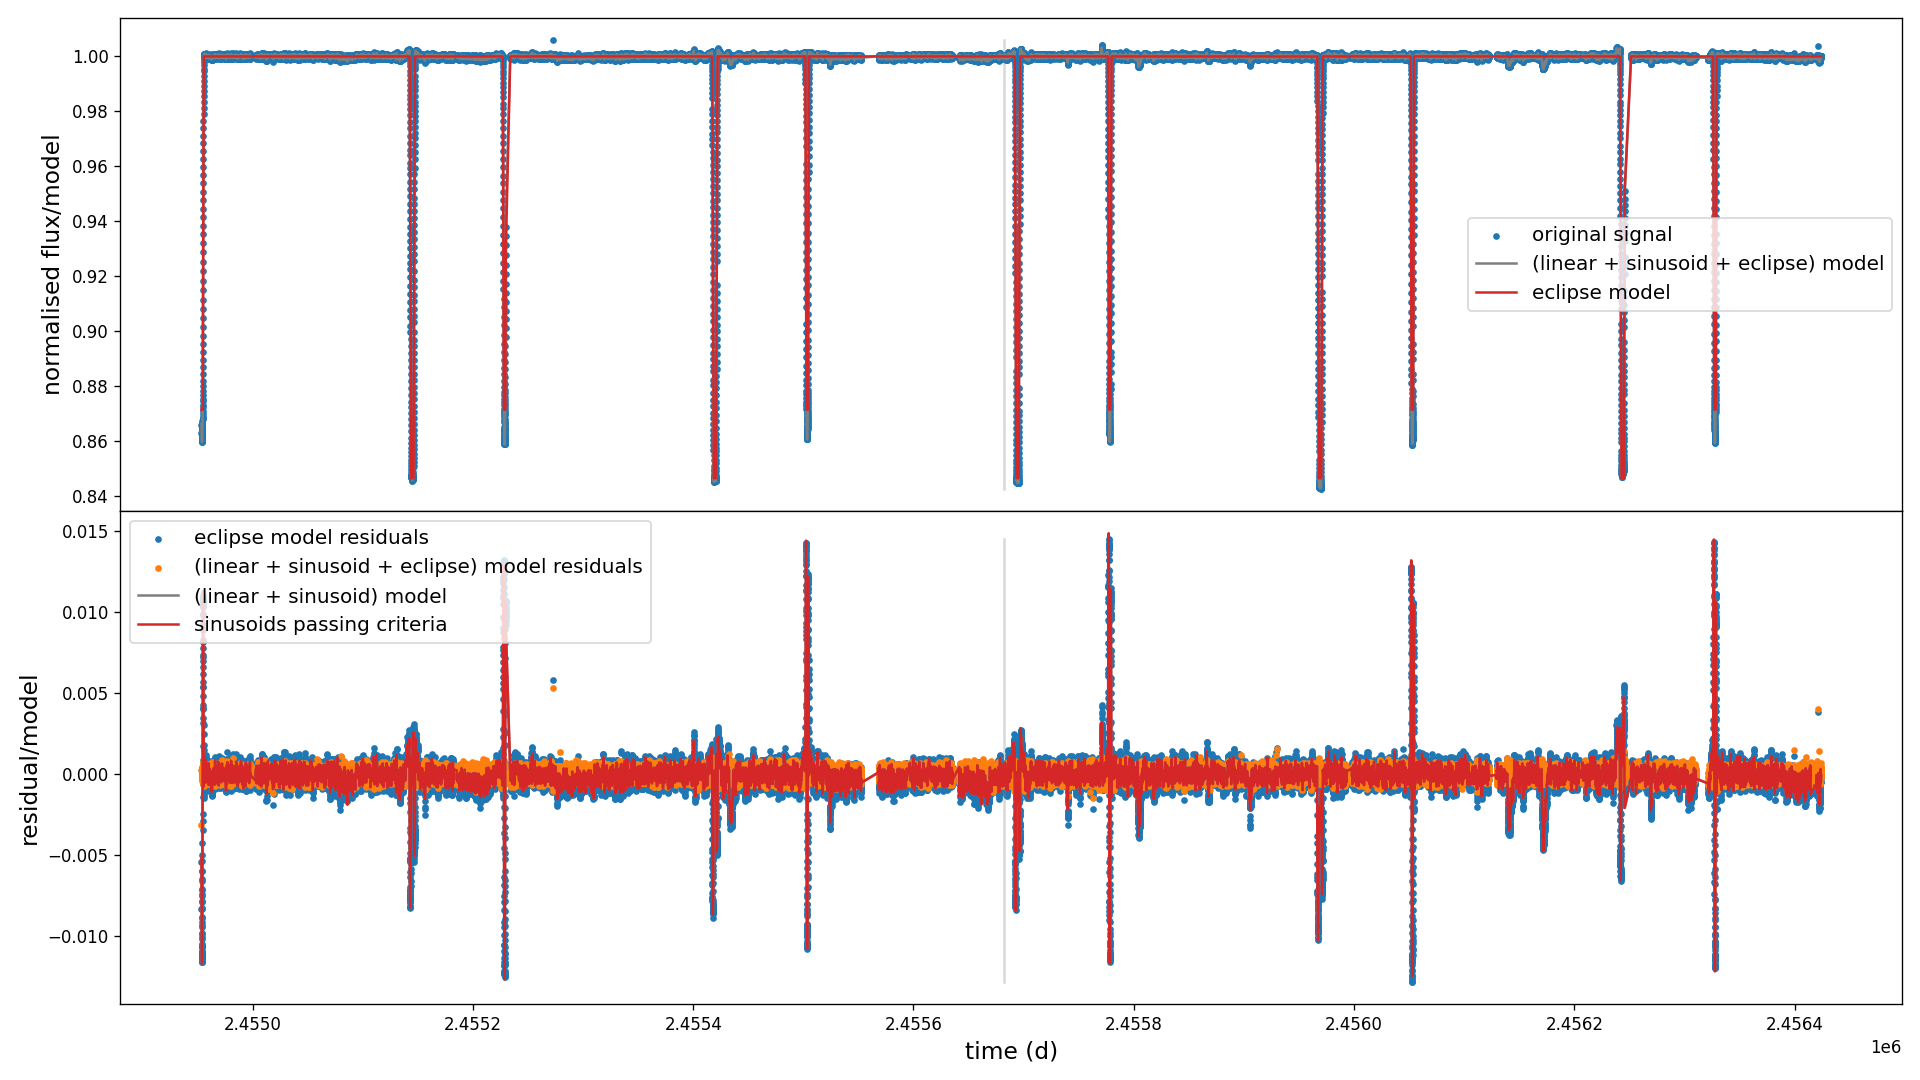 normalised flux/model
1.00
0.98
0.96
0.94
0.92
0.90
0.88
0.86
0.84
original signal
(linear + sinusoid + eclipse) model
eclipse model
residual/model
0.015
0.010
0.005
0.000
−0.005
−0.010
eclipse model residuals
(linear + sinusoid + eclipse) model residuals
(linear + sinusoid) model
sinusoids passing criteria
2.4550 2.4552 2.4554 2.4556 2.4558 2.4560 2.4562 2.4564
time (d)
1e6